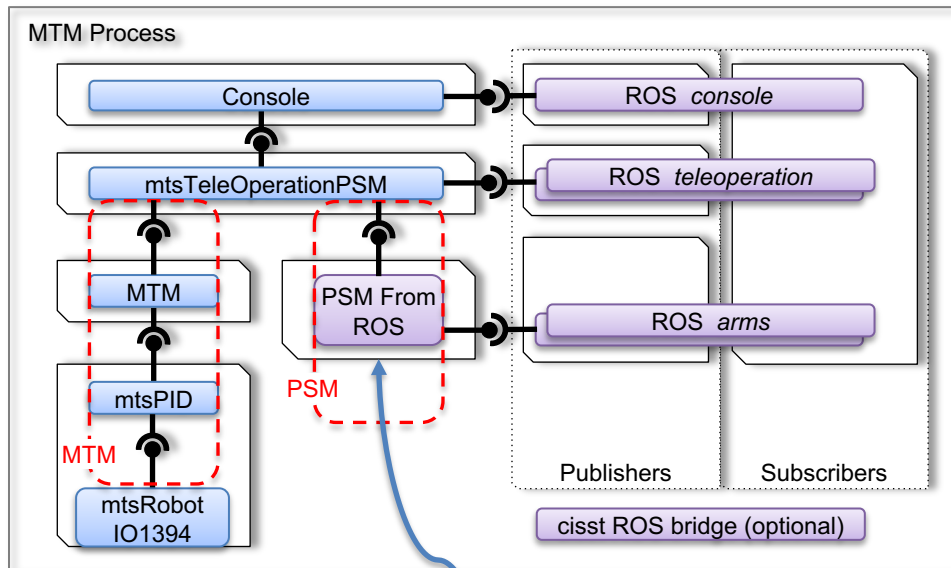 MTM Process
Console
ROS console
mtsTeleOperationPSM
ROS teleoperation
MTM
PSM From
ROS
ROS arms
PSM
mtsPID
MTM
Publishers
Subscribers
mtsRobot
IO1394
cisst ROS bridge (optional)